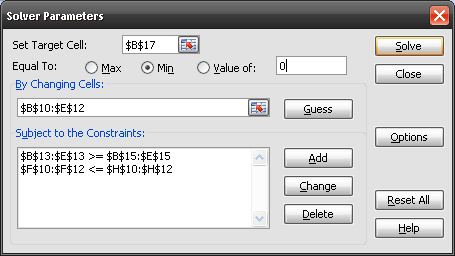 Solver Parameters
Set Target Cell: $B$17 Solve
Equal To: Max Min Value of: 0 Close
By Changing Cells:
$B$10:$E$12 Guess
Subject to the Constraints: Options
$B$13:$E$13 >= $B$15:$E$15 Add
$F$10:$F$12 <= $H$10:$H$12
Change
Reset All
Delete
Help